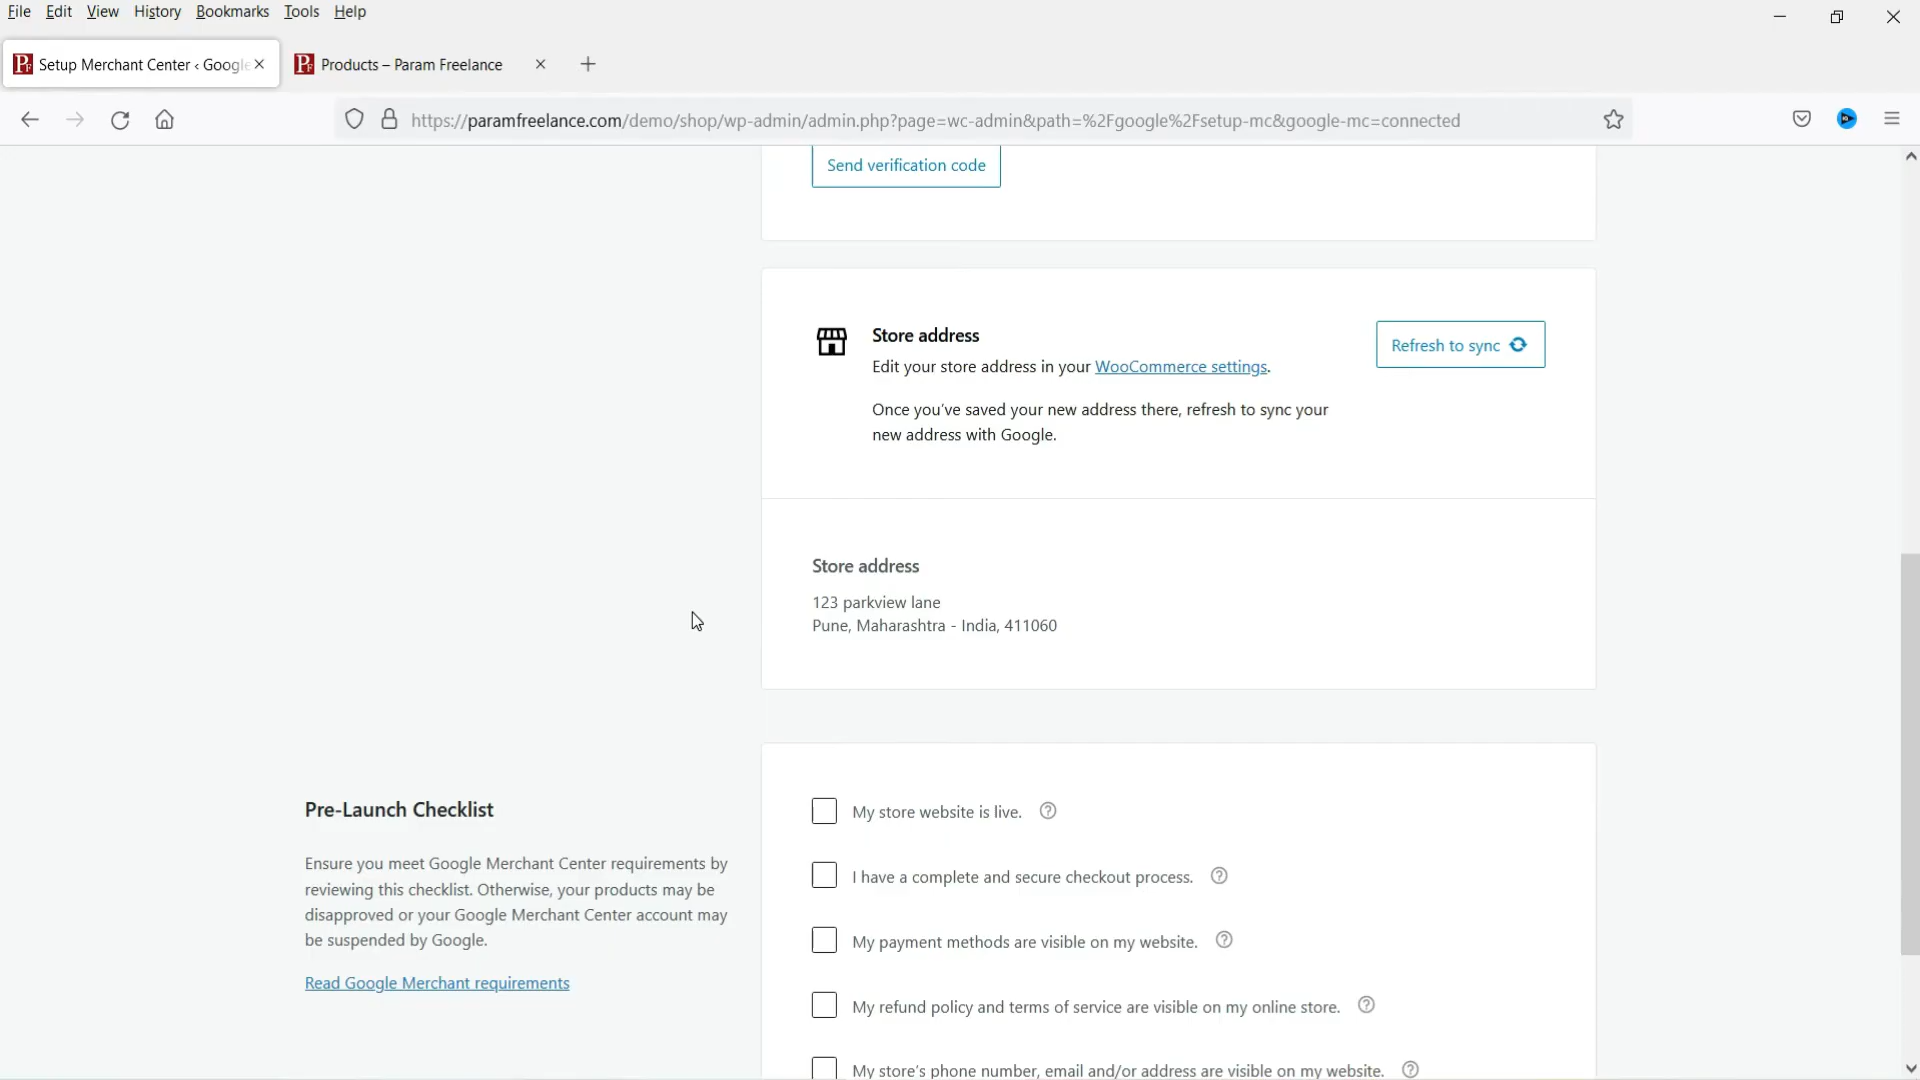 File Edit View History Bookmarks Tools Help
Setup Merchant Center ‹ Google
Products – Param Freelance
https://paramfreelance.com/demo/shop/wp-admin/admin.php?page=wc-admin&path=%2Fgoogle%2Fsetup-mc&google-mc=connected
Send verification code
Store address
Edit your store address in your WooCommerce settings.
Refresh to sync
Once you've saved your new address there, refresh to sync your
new address with Google.
Store address
123 parkview lane
Pune, Maharashtra - India, 411060
Pre-Launch Checklist
Ensure you meet Google Merchant Center requirements by
reviewing this checklist. Otherwise, your products may be
disapproved or your Google Merchant Center account may
be suspended by Google.
Read Google Merchant requirements
My store website is live.
I have a complete and secure checkout process.
My payment methods are visible on my website.
My refund policy and terms of service are visible on my online store.
My store's phone number, email and/or address are visible on my website.